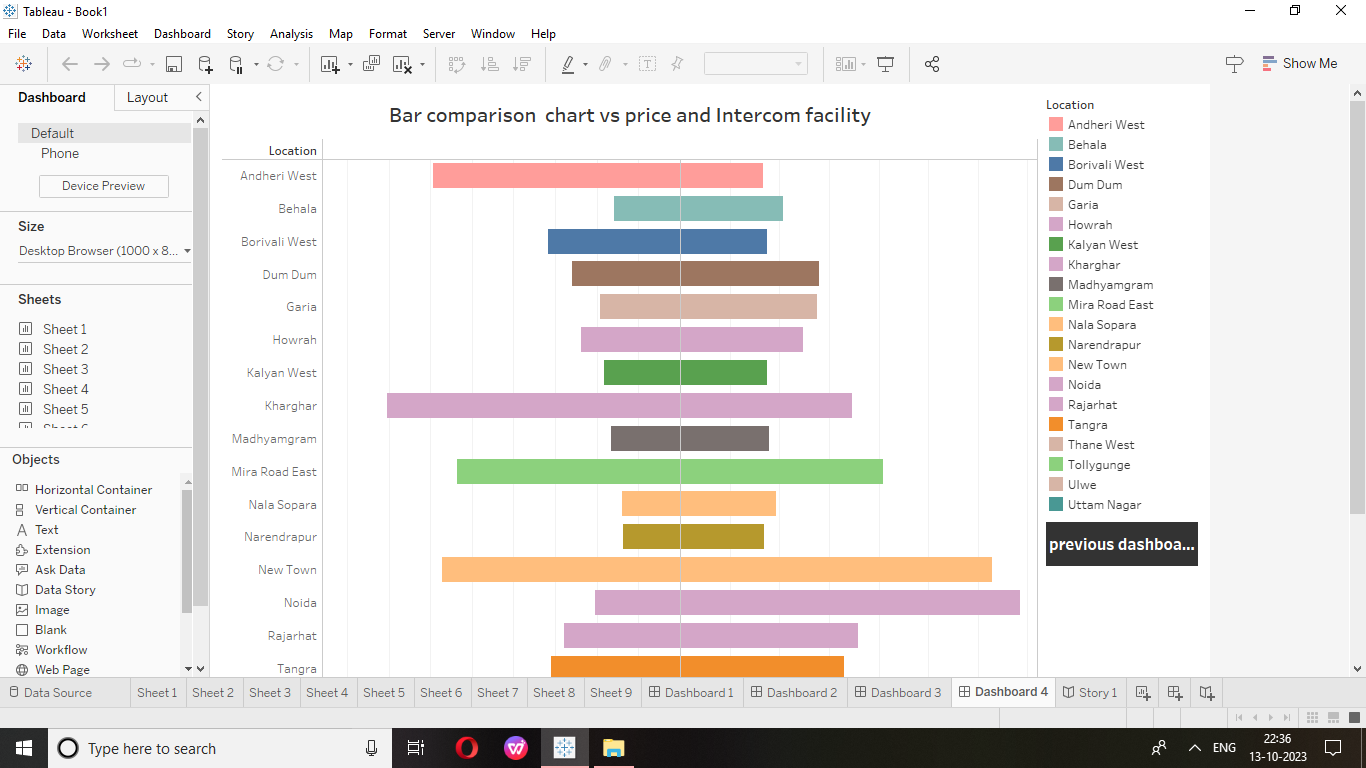 Tableau - Book1
File Data Worksheet Dashboard Story Analysis Map Format Server Window Help
Show Me
Dashboard Layout
Default
Phone
Device Preview
Size
Desktop Browser (1000 x 8...
Sheets
Sheet 1
Sheet 2
Sheet 3
Sheet 4
Sheet 5
Objects
Horizontal Container
Vertical Container
Text
Extension
Ask Data
Data Story
Image
Blank
Workflow
Web Page
Bar comparison chart vs price and Intercom facility
Location
Andheri West
Behala
Borivali West
Dum Dum
Garia
Howrah
Kalyan West
Kharghar
Madhyamgram
Mira Road East
Nala Sopara
Narendrapur
New Town
Noida
Rajarhat
Tangra
Location
Andheri West
Behala
Borivali West
Dum Dum
Garia
Howrah
Kalyan West
Kharghar
Madhyamgram
Mira Road East
Nala Sopara
Narendrapur
New Town
Noida
Rajarhat
Tangra
Thane West
Tollygunge
Ulwe
Uttam Nagar
previous dashboa...
Data Source Sheet 1 Sheet 2 Sheet 3 Sheet 4 Sheet 5 Sheet 6 Sheet 7 Sheet 8 Sheet 9 Dashboard 1 Dashboard 2 Dashboard 3 Dashboard 4 Story 1
Type here to search
ENG
22:36
13-10-2023